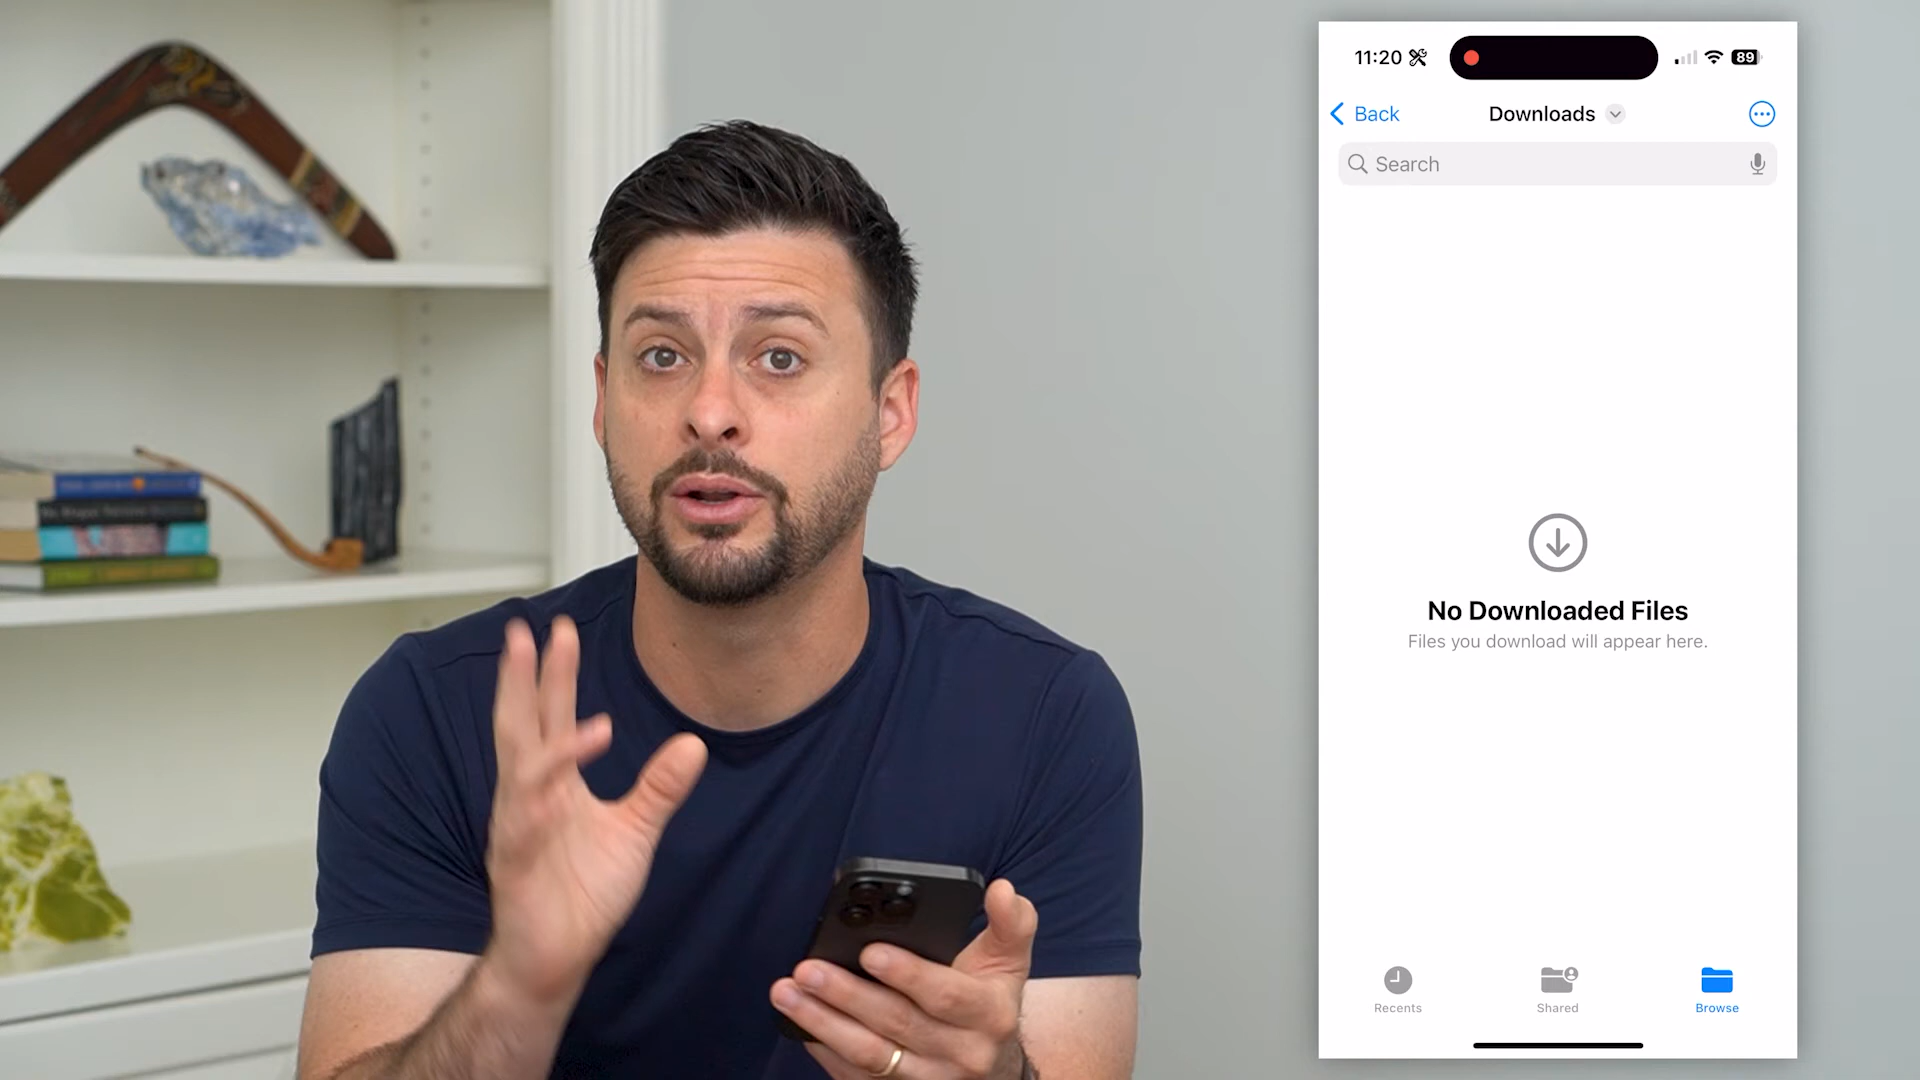 11:20
89
Back
Downloads
Search
No Downloaded Files
Files you download will appear here.
Recents
Shared
Browse